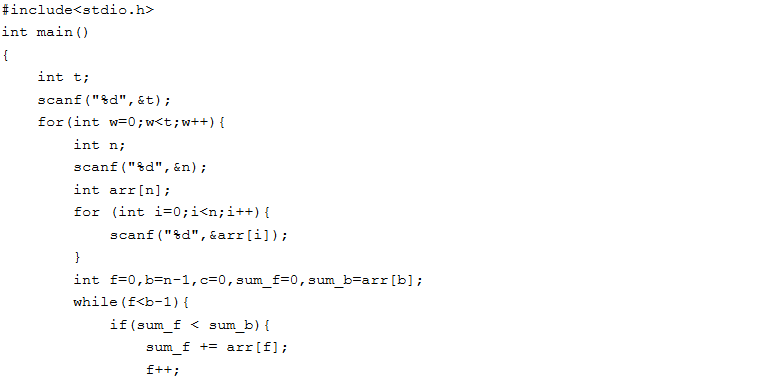 #include<stdio.h>
int main()
{
    int t;
    scanf("%d",&t);
    for(int w=0;w<t;w++){
        int n;
        scanf("%d",&n);
        int arr[n];
        for (int i=0;i<n;i++){
            scanf("%d",&arr[i]);
        }
        int f=0,b=n-1,c=0,sum_f=0,sum_b=arr[b];
        while(f<b-1){
            if(sum_f < sum_b){
                sum_f += arr[f];
                f++;